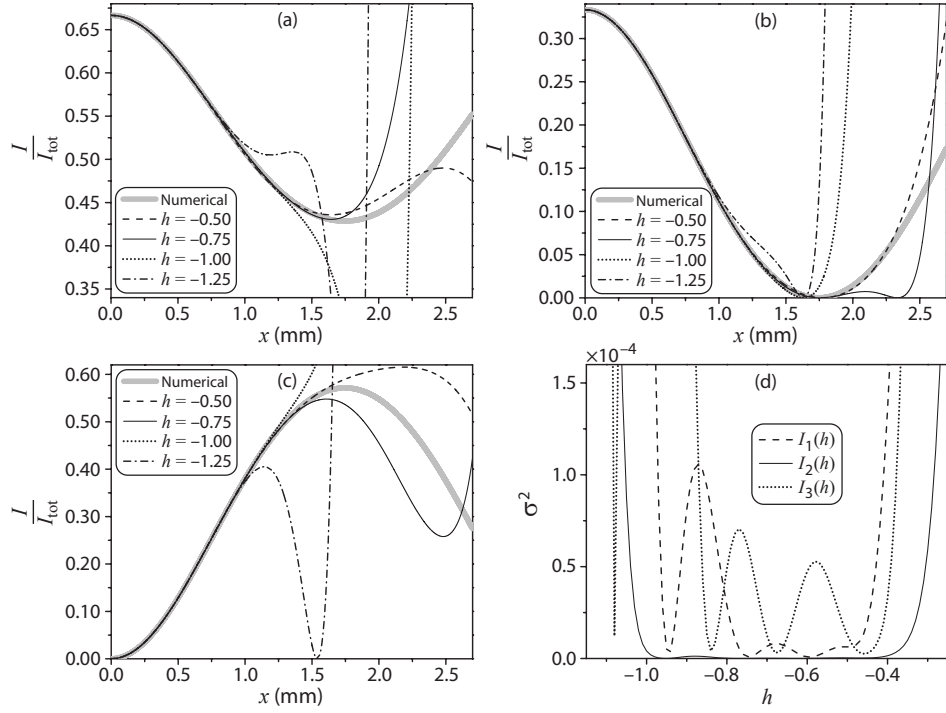 (a)
I
I_tot
0.65
0.60
0.55
0.50
0.45
0.40
0.35
Numerical
h = −0.50
h = −0.75
h = −1.00
h = −1.25
0.0 0.5 1.0 1.5 2.0 2.5
x (mm)
(b)
I
I_tot
0.30
0.25
0.20
0.15
0.10
0.05
0.00
Numerical
h = −0.50
h = −0.75
h = −1.00
h = −1.25
0.0 0.5 1.0 1.5 2.0 2.5
x (mm)
(c)
I
I_tot
0.60
0.50
0.40
0.30
0.20
0.10
0.00
Numerical
h = −0.50
h = −0.75
h = −1.00
h = −1.25
0.0 0.5 1.0 1.5 2.0 2.5
x (mm)
×10⁻⁴
(d)
σ²
1.5
1.0
0.5
0.0
I₁(h)
I₂(h)
I₃(h)
−1.0 −0.8 −0.6 −0.4
h